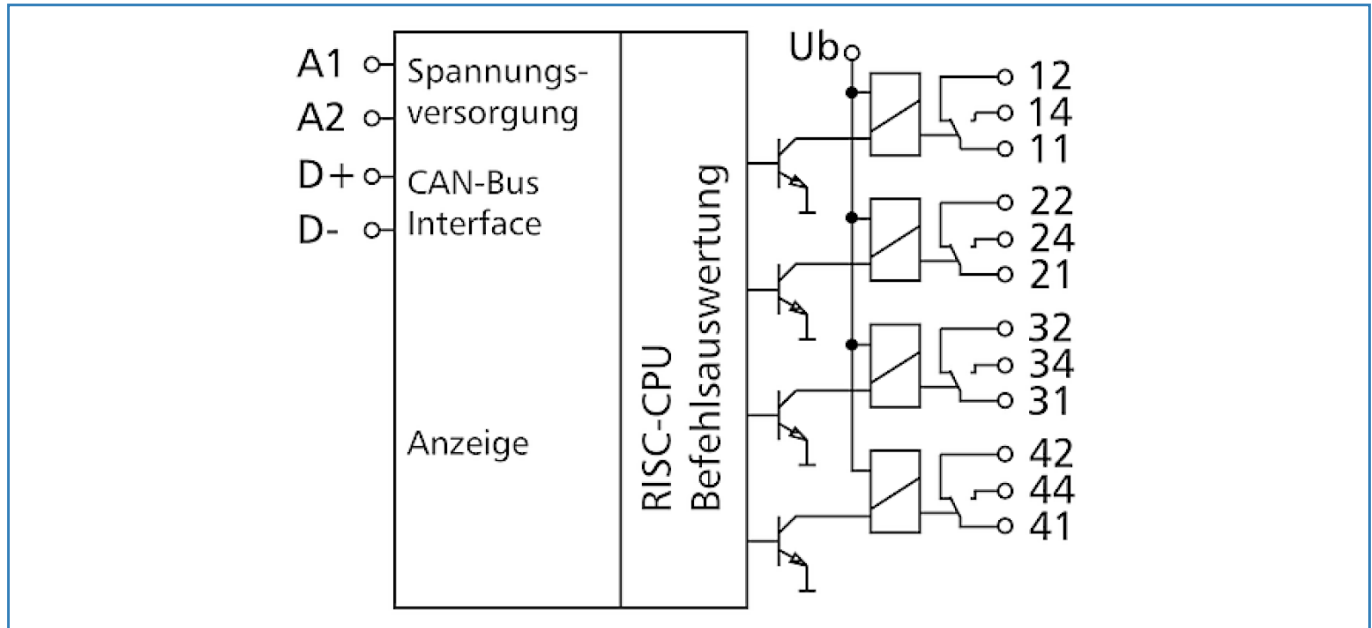 A1
A2
D+
D-
Spannungs-
versorgung
CAN-Bus
Interface
Anzeige
RISC-CPU
Befehlsauswertung
Ub
12
14
11
22
24
21
32
34
31
42
44
41